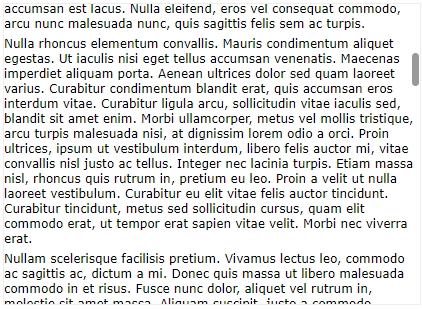 accumsan est lacus. Nulla eleifend, eros vel consequat commodo,
arcu nunc malesuada nunc, quis sagittis felis sem ac turpis.
Nulla rhoncus elementum convallis. Mauris condimentum aliquet
egestas. Ut iaculis nisi eget tellus accumsan venenatis. Maecenas
imperdiet aliquam porta. Aenean ultrices dolor sed quam laoreet
varius. Curabitur condimentum blandit erat, quis accumsan eros
interdum vitae. Curabitur ligula arcu, sollicitudin vitae iaculis sed,
blandit sit amet enim. Morbi ullamcorper, metus vel mollis tristique,
arcu turpis malesuada nisi, at dignissim lorem odio a orci. Proin
ultrices, ipsum ut vestibulum interdum, libero felis auctor mi, vitae
convallis nisl justo ac tellus. Integer nec lacinia turpis. Etiam massa
nisl, rhoncus quis rutrum in, pretium eu leo. Proin a velit ut nulla
laoreet vestibulum. Curabitur eu elit vitae felis auctor tincidunt.
Curabitur tincidunt, metus sed sollicitudin cursus, quam elit
commodo erat, ut tempor erat sapien vitae velit. Morbi nec viverra
erat.
Nullam scelerisque facilisis pretium. Vivamus lectus leo, commodo
ac sagittis ac, dictum a mi. Donec quis massa ut libero malesuada
commodo in et risus. Fusce nunc dolor, aliquet vel rutrum in,
molestie sit amet massa. Aliquam suscipit, justo a commodo